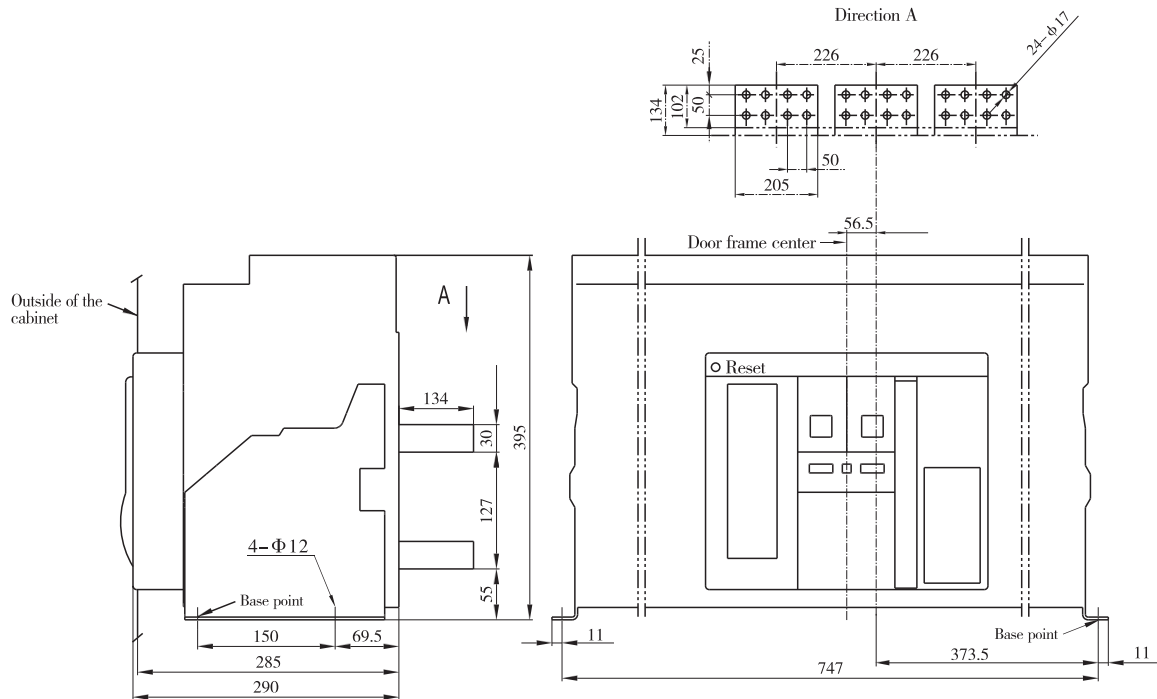 Direction A
226
226
24-ϕ17
25
134
102
50
50
205
56.5
Door frame center
Outside of the
cabinet
A
Reset
134
30
395
127
4-Φ12
55
Base point
150
69.5
285
290
Base point
11
373.5
11
747